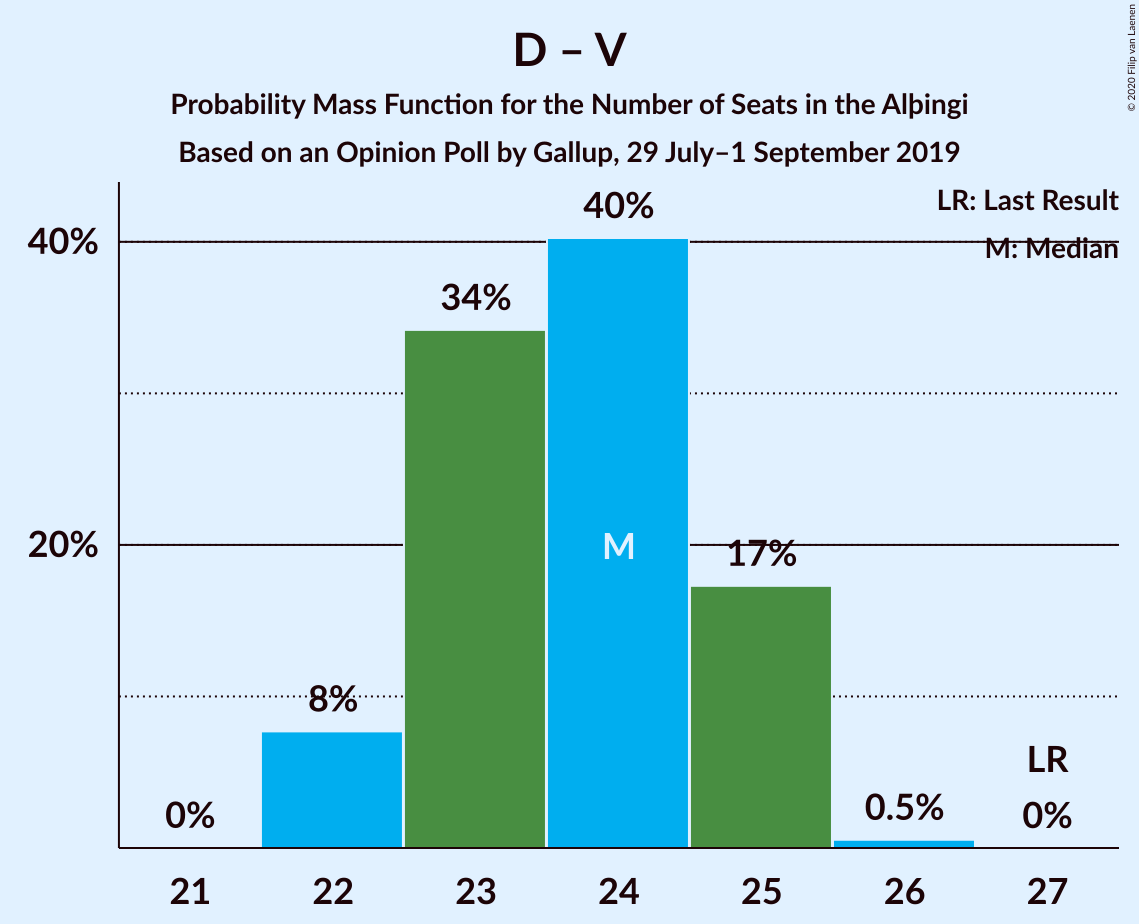 D – V
Probability Mass Function for the Number of Seats in the Alþingi
Based on an Opinion Poll by Gallup, 29 July–1 September 2019
© 2020 Filip van Laenen
LR: Last Result
M: Median
40%
20%
0%
8%
34%
40%
M
17%
0.5%
LR
0%
21
22
23
24
25
26
27